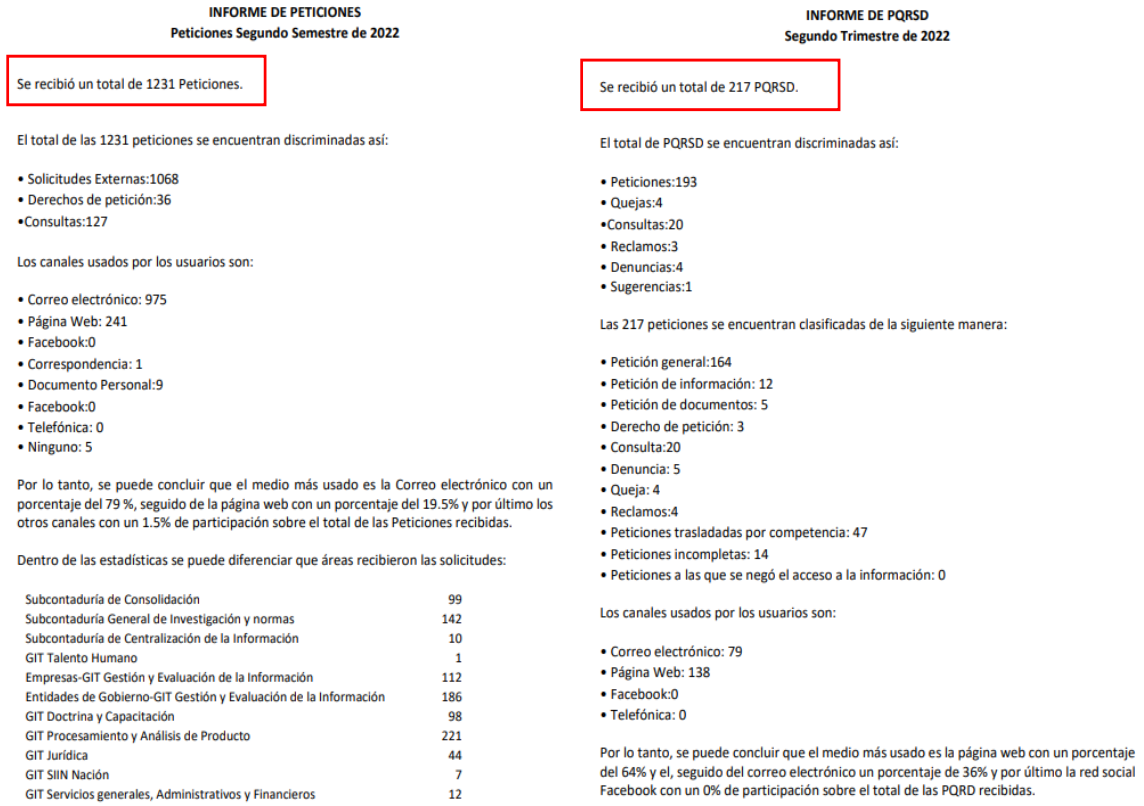 INFORME DE PETICIONES
Peticiones Segundo Semestre de 2022
Se recibió un total de 1231 Peticiones.
El total de las 1231 peticiones se encuentran discriminadas así:
• Solicitudes Externas:1068
• Derechos de petición:36
•Consultas:127
Los canales usados por los usuarios son:
• Correo electrónico: 975
• Página Web: 241
• Facebook:0
• Correspondencia: 1
• Documento Personal:9
• Facebook:0
• Telefónica: 0
• Ninguno: 5
Por lo tanto, se puede concluir que el medio más usado es la Correo electrónico con un
porcentaje del 79 %, seguido de la página web con un porcentaje del 19.5% y por último los
otros canales con un 1.5% de participación sobre el total de las Peticiones recibidas.
Dentro de las estadísticas se puede diferenciar que áreas recibieron las solicitudes:
Subcontaduría de Consolidación 99
Subcontaduría General de Investigación y normas 142
Subcontaduría de Centralización de la Información 10
GIT Talento Humano 1
Empresas-GIT Gestión y Evaluación de la Información 112
Entidades de Gobierno-GIT Gestión y Evaluación de la Información 186
GIT Doctrina y Capacitación 98
GIT Procesamiento y Análisis de Producto 221
GIT Jurídica 44
GIT SIIN Nación 7
GIT Servicios generales, Administrativos y Financieros 12
INFORME DE PQRSD
Segundo Trimestre de 2022
Se recibió un total de 217 PQRSD.
El total de PQRSD se encuentran discriminadas así:
• Peticiones:193
• Quejas:4
•Consultas:20
• Reclamos:3
• Denuncias:4
• Sugerencias:1
Las 217 peticiones se encuentran clasificadas de la siguiente manera:
• Petición general:164
• Petición de información: 12
• Petición de documentos: 5
• Derecho de petición: 3
• Consulta:20
• Denuncia: 5
• Queja: 4
• Reclamos:4
• Peticiones trasladadas por competencia: 47
• Peticiones incompletas: 14
• Peticiones a las que se negó el acceso a la información: 0
Los canales usados por los usuarios son:
• Correo electrónico: 79
• Página Web: 138
• Facebook:0
• Telefónica: 0
Por lo tanto, se puede concluir que el medio más usado es la página web con un porcentaje
del 64% y el, seguido del correo electrónico un porcentaje de 36% y por último la red social
Facebook con un 0% de participación sobre el total de las PQRD recibidas.